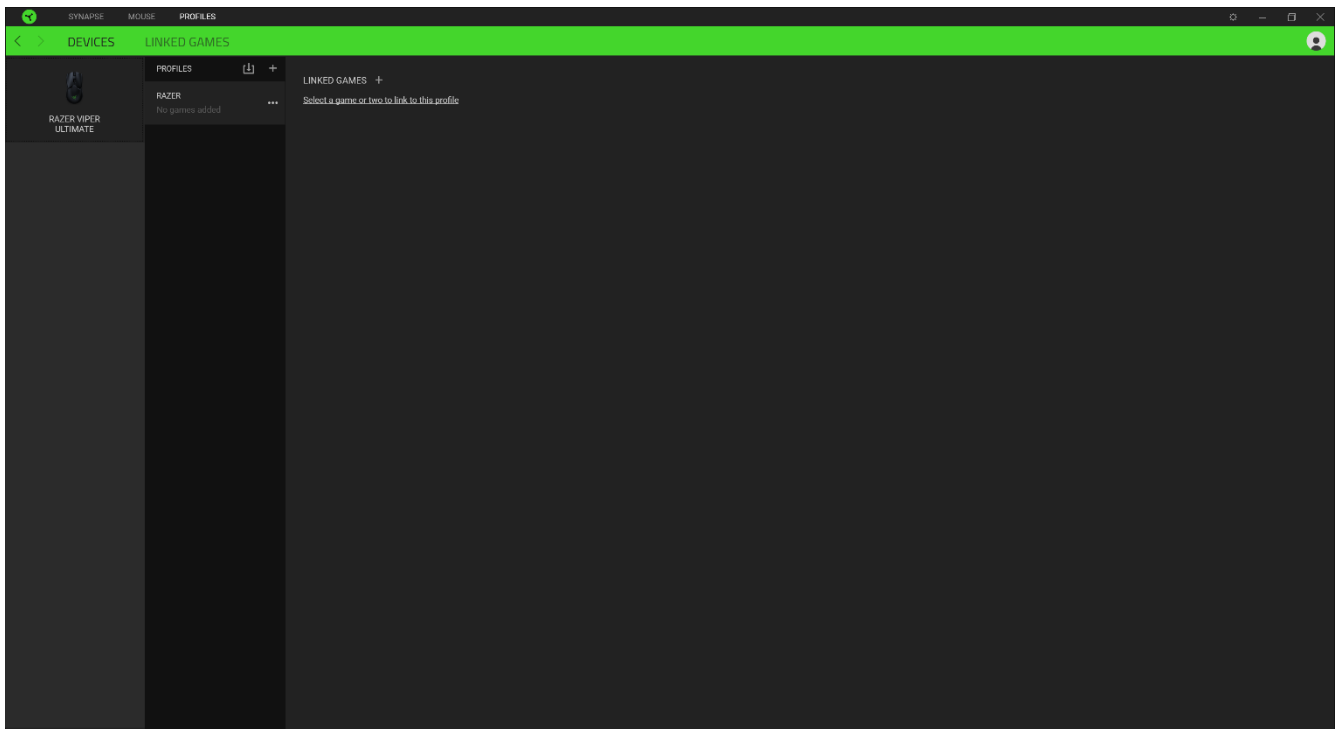 SYNAPSE MOUSE PROFILES
DEVICES LINKED GAMES
RAZER VIPER
ULTIMATE
PROFILES
RAZER
No games added
LINKED GAMES
Select a game or two to link to this profile